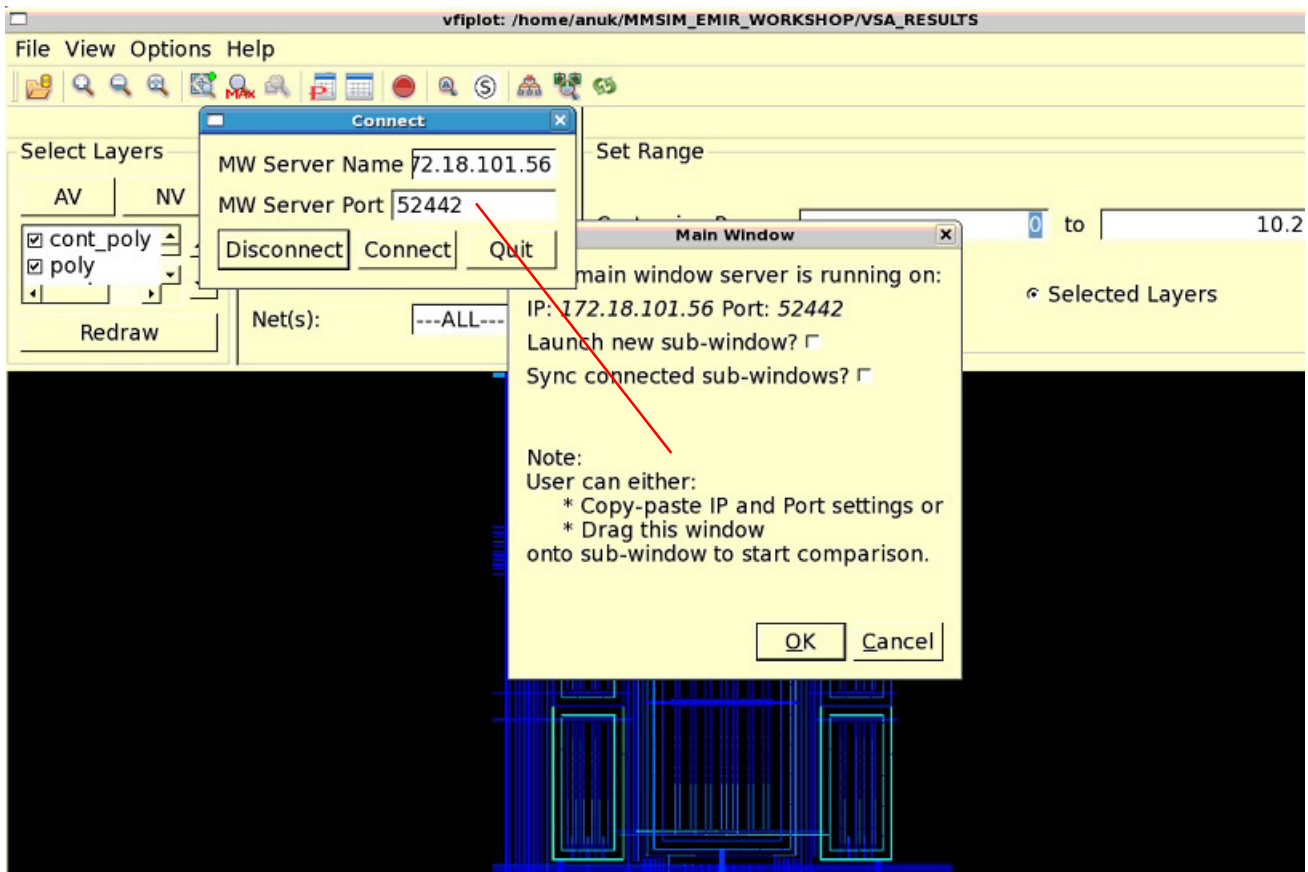 vfiplot: /home/anuk/MMSIM_EMIR_WORKSHOP/VSA_RESULTS
File View Options Help
MAX
P
S
Connect
Select Layers
MW Server Name 72.18.101.56
Set Range
AV NV
MW Server Port 52442
0 to 10.2
cont_poly
Disconnect Connect Quit
Main Window
poly
main window server is running on:
Selected Layers
IP: 172.18.101.56 Port: 52442
Net(s): ---ALL---
Redraw
Launch new sub-window?
Sync connected sub-windows?
Note:
User can either:
* Copy-paste IP and Port settings or
* Drag this window
onto sub-window to start comparison.
OK Cancel